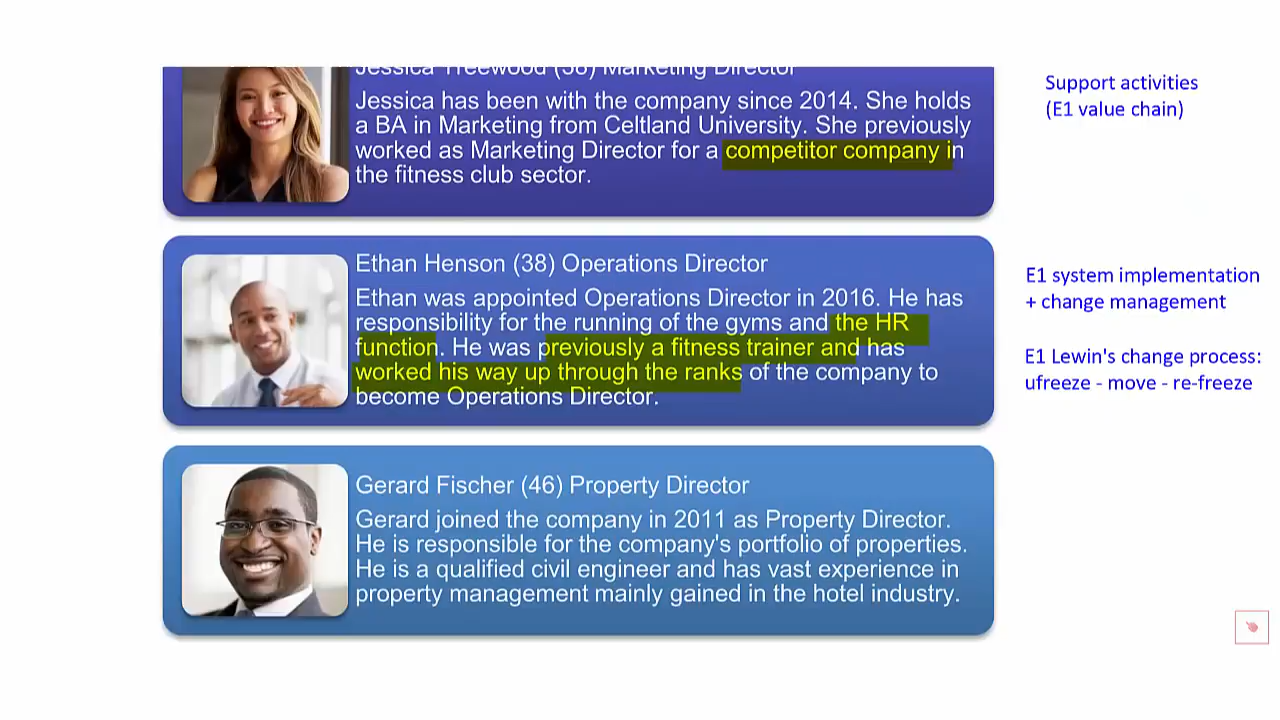 Jessica Treewood (38) Marketing Director
Jessica has been with the company since 2014. She holds
a BA in Marketing from Celtland University. She previously
worked as Marketing Director for a competitor company in
the fitness club sector.
Support activities
(E1 value chain)
Ethan Henson (38) Operations Director
Ethan was appointed Operations Director in 2016. He has
responsibility for the running of the gyms and the HR
function. He was previously a fitness trainer and has
worked his way up through the ranks of the company to
become Operations Director.
E1 system implementation
+ change management
E1 Lewin's change process:
ufreeze - move - re-freeze
Gerard Fischer (46) Property Director
Gerard joined the company in 2011 as Property Director.
He is responsible for the company's portfolio of properties.
He is a qualified civil engineer and has vast experience in
property management mainly gained in the hotel industry.